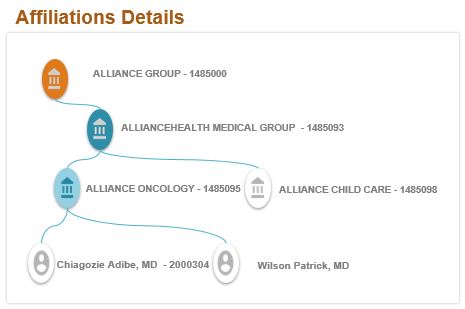 Affiliations Details
ALLIANCE GROUP - 1485000
ALLIANCEHEALTH MEDICAL GROUP - 1485093
ALLIANCE ONCOLOGY - 1485095
ALLIANCE CHILD CARE - 1485098
Chiagozie Adibe, MD - 2000304
Wilson Patrick, MD